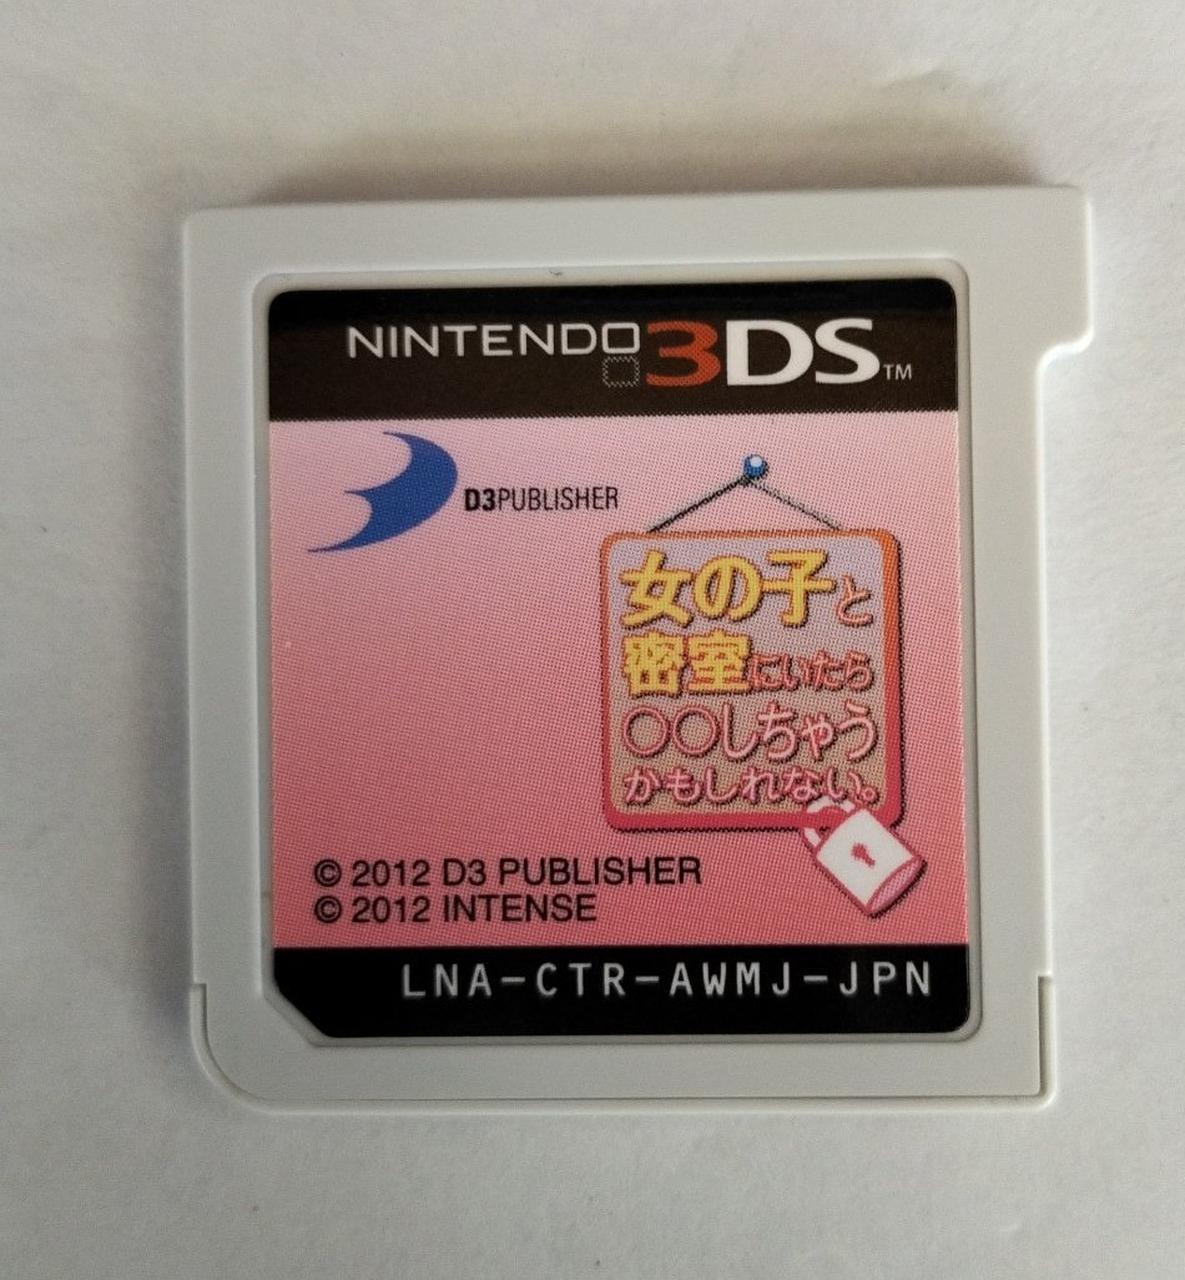 NINTENDO 3DS™
D3PUBLISHER
女の子と
密室にいたら
○○しちゃう
かもしれない。
© 2012 D3 PUBLISHER
© 2012 INTENSE
LNA-CTR-AWMJ-JPN